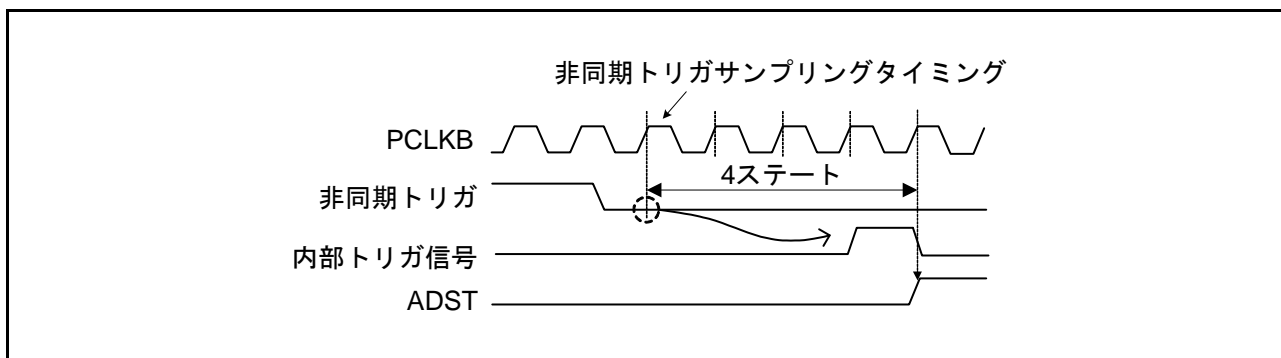 非同期トリガサンプリングタイミング
PCLKB
4ステート
非同期トリガ
内部トリガ信号
ADST